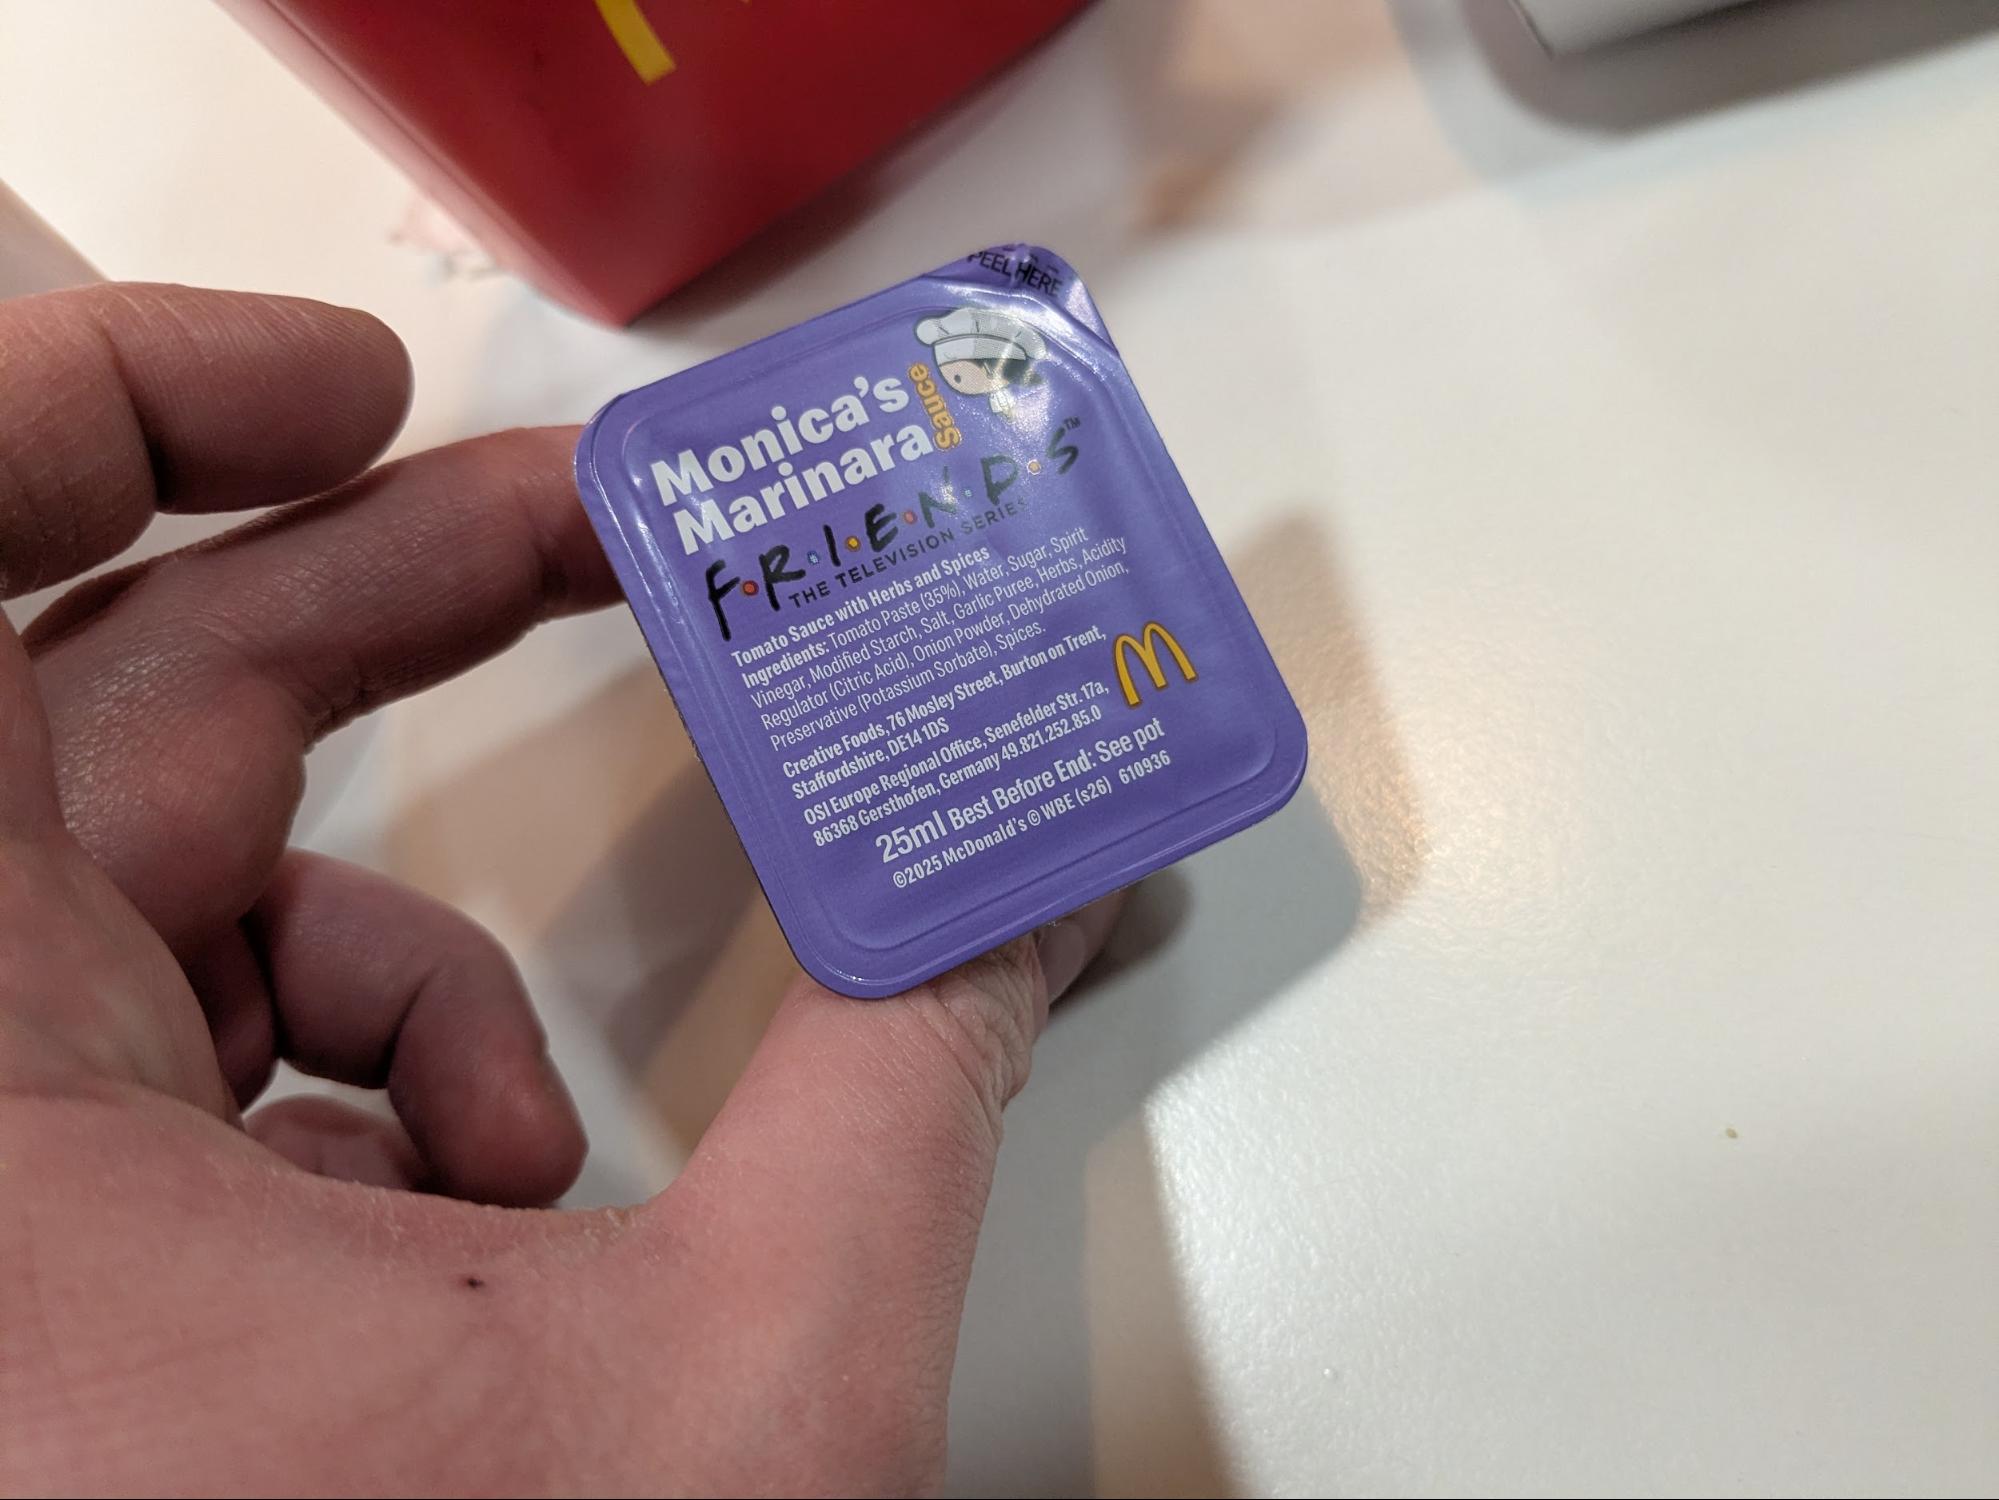 PEEL HERE
Monica's
Marinara
Sauce
F•R•I•E•N•D•S™
THE TELEVISION SERIES
Tomato Sauce with Herbs and Spices
Ingredients: Tomato Paste (35%), Water, Sugar, Spirit
Vinegar, Modified Starch, Salt, Garlic Puree, Herbs, Acidity
Regulator (Citric Acid), Onion Powder, Dehydrated Onion,
Preservative (Potassium Sorbate), Spices.
Creative Foods, 76 Mosley Street, Burton on Trent,
Staffordshire, DE14 1DS
OSI Europe Regional Office, Senefelder Str. 17a,
86368 Gersthofen, Germany 49.821.252.85.0
25ml Best Before End: See pot
©2025 McDonald's © WBE (s26) 610936